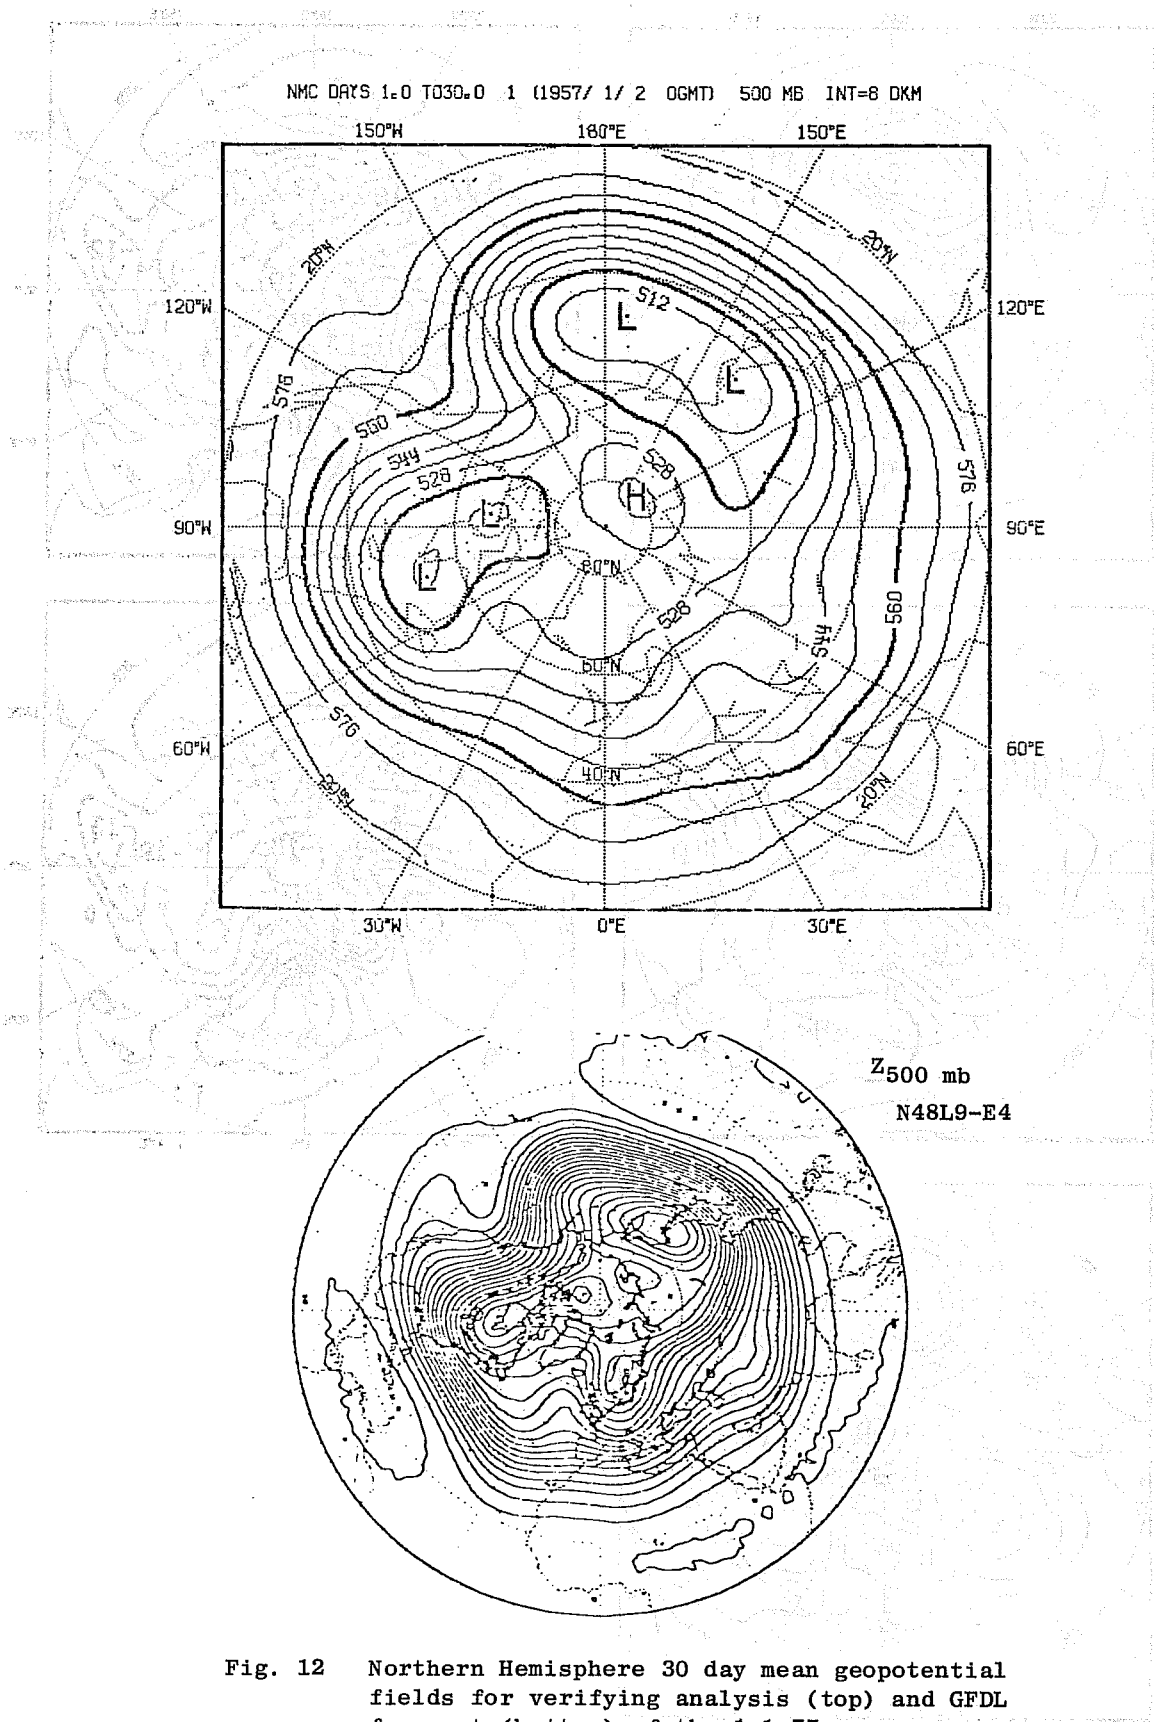 NMC DAYS 1.0 TO30.0 1 (1957/ 1/ 2 0GMT) 500 MB INT=8 DKM
150°W 180°E 150°E
20°N 20°N
120°W 120°E
512
L
L
576
560
544
528
528
576
H
L
90°W 90°E
80°N
L
528
560
544
60°N
576
60°W 60°E
40°N
20°N 20°N
30°W 0°E 30°E
Z500 mb
N48L9-E4
Fig. 12 Northern Hemisphere 30 day mean geopotential
fields for verifying analysis (top) and GFDL